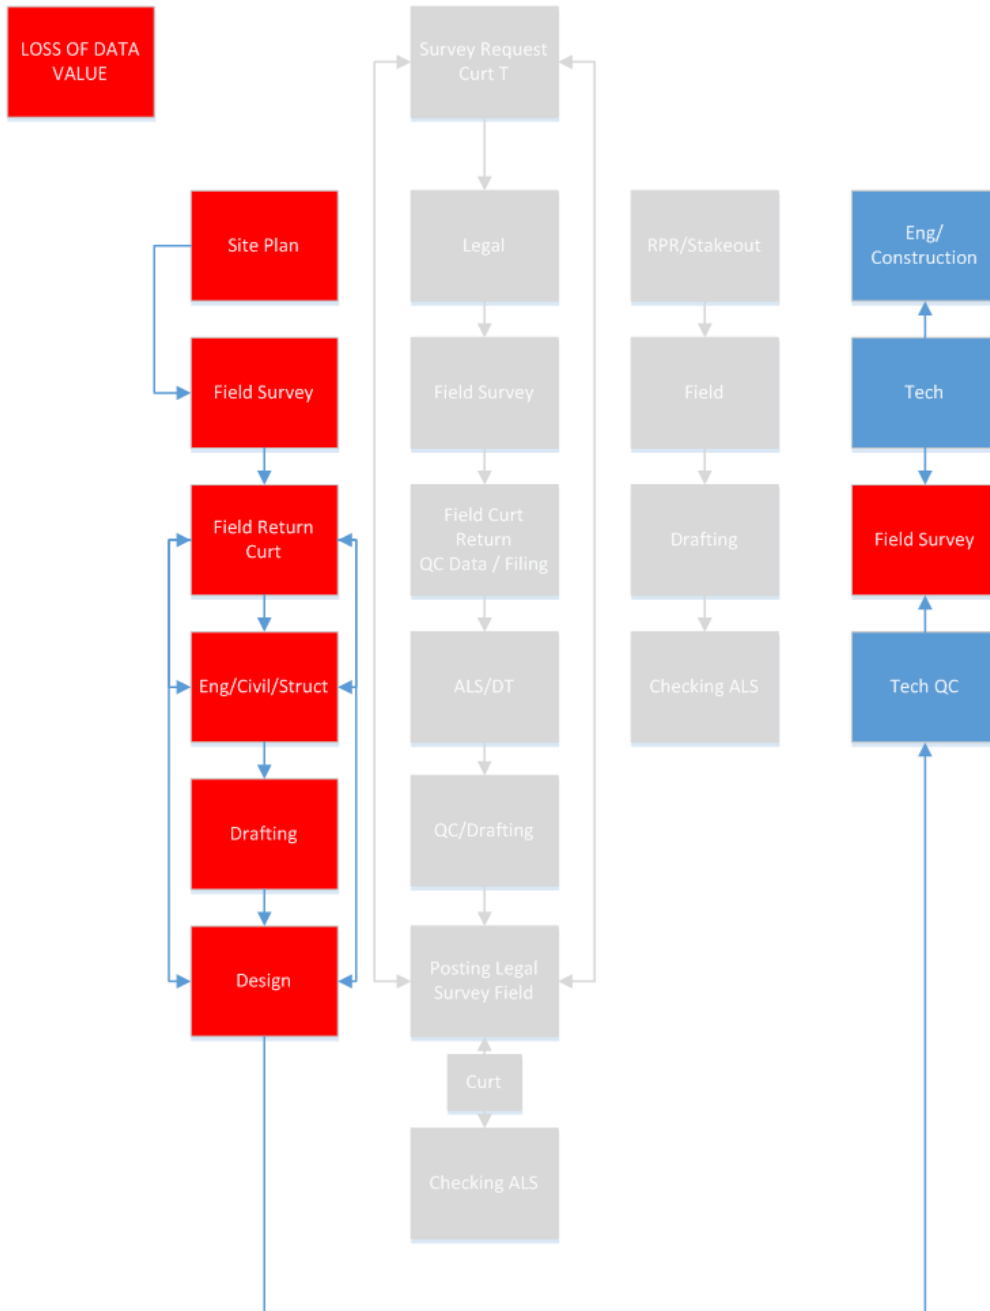 LOSS OF DATA
VALUE
Survey Request
Curt T
Site Plan
Legal
RPR/Stakeout
Eng/
Construction
Field Survey
Field Survey
Field
Tech
Field Return
Curt
Field Curt
Return
QC Data / Filing
Drafting
Field Survey
Eng/Civil/Struct
ALS/DT
Checking ALS
Tech QC
Drafting
QC/Drafting
Design
Posting Legal
Survey Field
Curt
Checking ALS